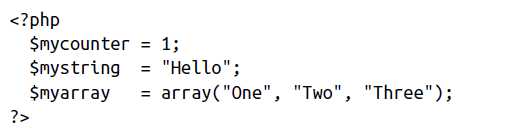 <?php
  $mycounter = 1;
  $mystring  = "Hello";
  $myarray   = array("One", "Two", "Three");
?>